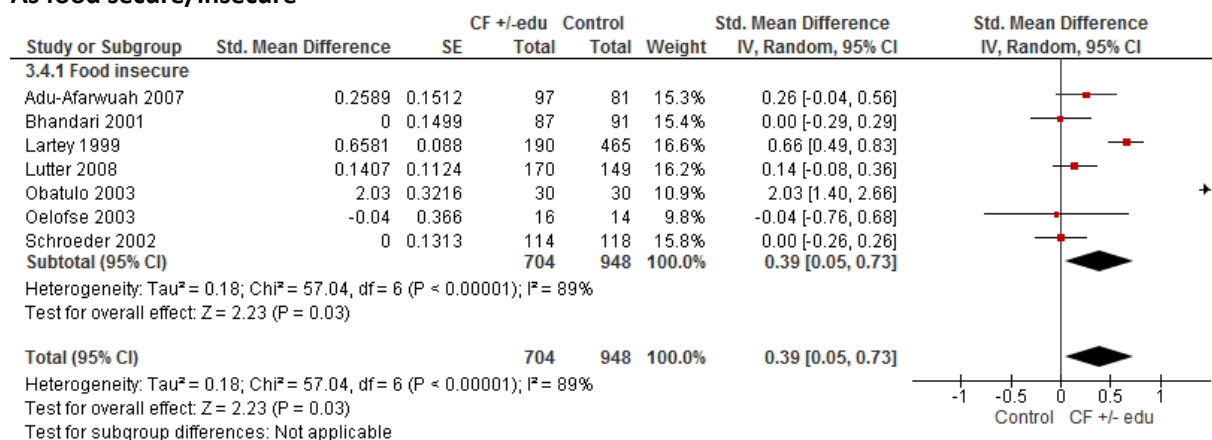 As food secure/insecure
CF +/-edu Control Std. Mean Difference Std. Mean Difference
Study or Subgroup Std. Mean Difference SE Total Total Weight IV, Random, 95% CI IV, Random, 95% CI
3.4.1 Food insecure
Adu-Afarwuah 2007 0.2589 0.1512 97 81 15.3% 0.26 [-0.04, 0.56]
Bhandari 2001 0 0.1499 87 91 15.4% 0.00 [-0.29, 0.29]
Lartey 1999 0.6581 0.088 190 465 16.6% 0.66 [0.49, 0.83]
Lutter 2008 0.1407 0.1124 170 149 16.2% 0.14 [-0.08, 0.36]
Obatulo 2003 2.03 0.3216 30 30 10.9% 2.03 [1.40, 2.66]
Oelofse 2003 -0.04 0.366 16 14 9.8% -0.04 [-0.76, 0.68]
Schroeder 2002 0 0.1313 114 118 15.8% 0.00 [-0.26, 0.26]
Subtotal (95% CI) 704 948 100.0% 0.39 [0.05, 0.73]
Heterogeneity: Tau² = 0.18; Chi² = 57.04, df = 6 (P < 0.00001); I² = 89%
Test for overall effect: Z = 2.23 (P = 0.03)
Total (95% CI) 704 948 100.0% 0.39 [0.05, 0.73]
Heterogeneity: Tau² = 0.18; Chi² = 57.04, df = 6 (P < 0.00001); I² = 89%
Test for overall effect: Z = 2.23 (P = 0.03)
Test for subgroup differences: Not applicable
-1 -0.5 0 0.5 1
Control CF +/- edu